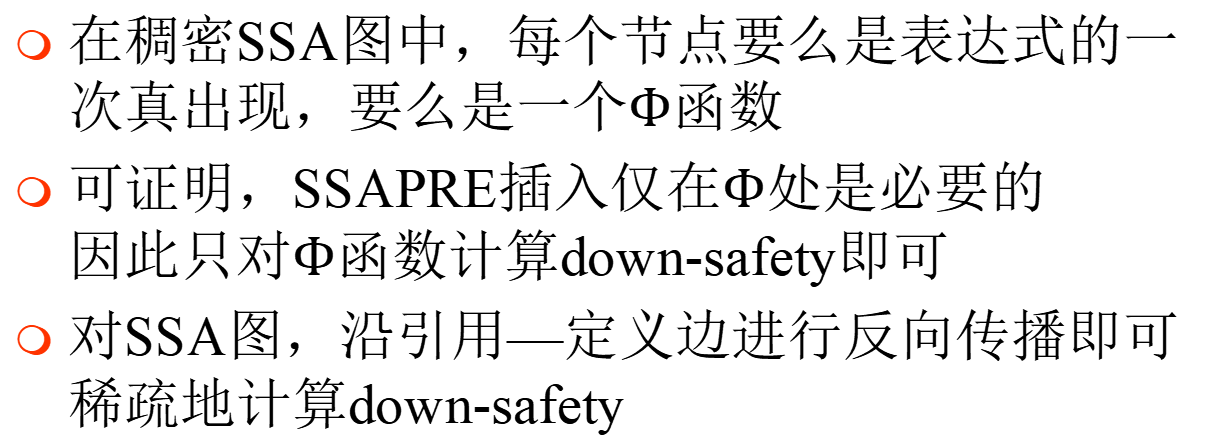 在稠密SSA图中，每个节点要么是表达式的一
次真出现，要么是一个Φ函数
可证明，SSAPRE插入仅在Φ处是必要的
因此只对Φ函数计算down-safety即可
对SSA图，沿引用—定义边进行反向传播即可
稀疏地计算down-safety